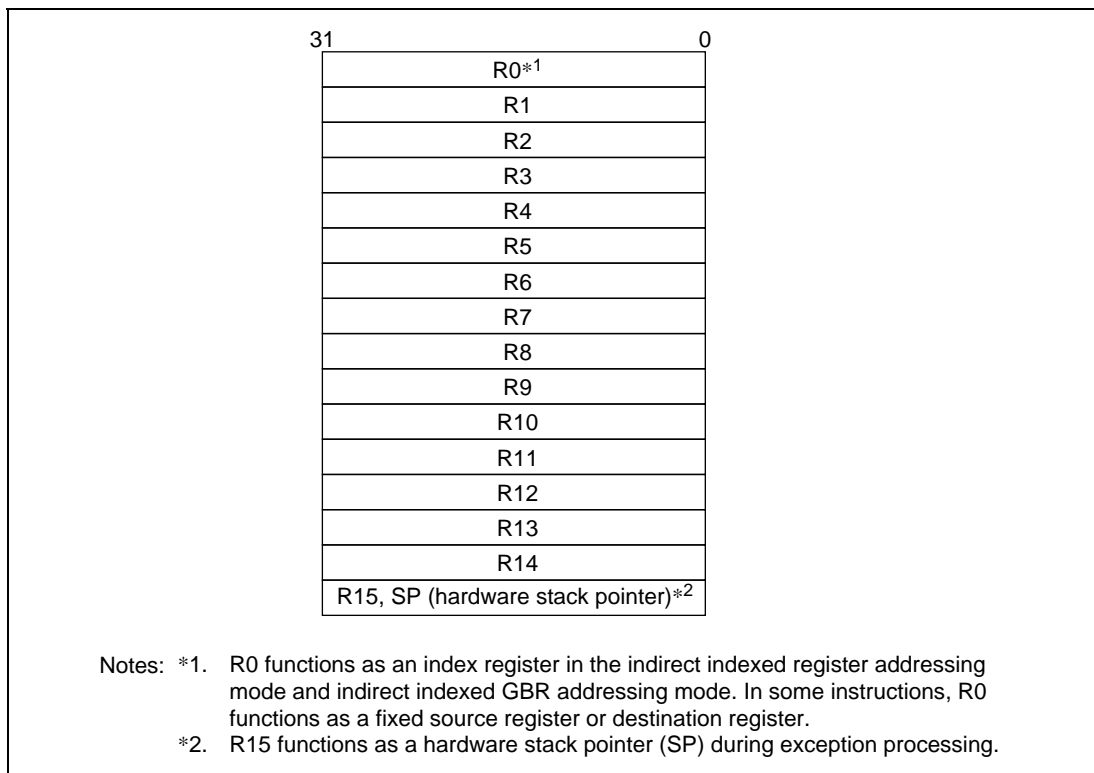 31 0
R0*1
R1
R2
R3
R4
R5
R6
R7
R8
R9
R10
R11
R12
R13
R14
R15, SP (hardware stack pointer)*2
Notes: *1. R0 functions as an index register in the indirect indexed register addressing
mode and indirect indexed GBR addressing mode. In some instructions, R0
functions as a fixed source register or destination register.
*2. R15 functions as a hardware stack pointer (SP) during exception processing.